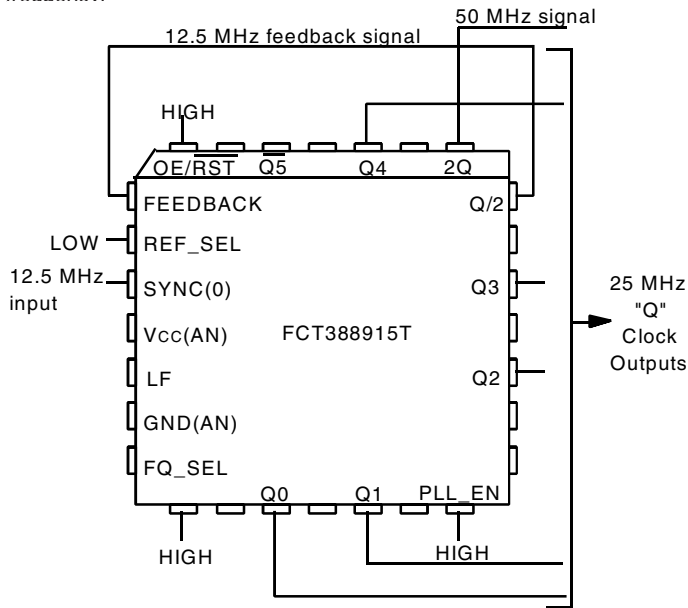 50 MHz signal
12.5 MHz feedback signal
HIGH
OE/RST Q5 Q4 2Q
FEEDBACK Q/2
LOW REF_SEL
12.5 MHz
input
SYNC(0) Q3
25 MHz
"Q"
Clock
Outputs
VCC(AN) FCT388915T
LF Q2
GND(AN)
FQ_SEL
Q0 Q1 PLL_EN
HIGH HIGH